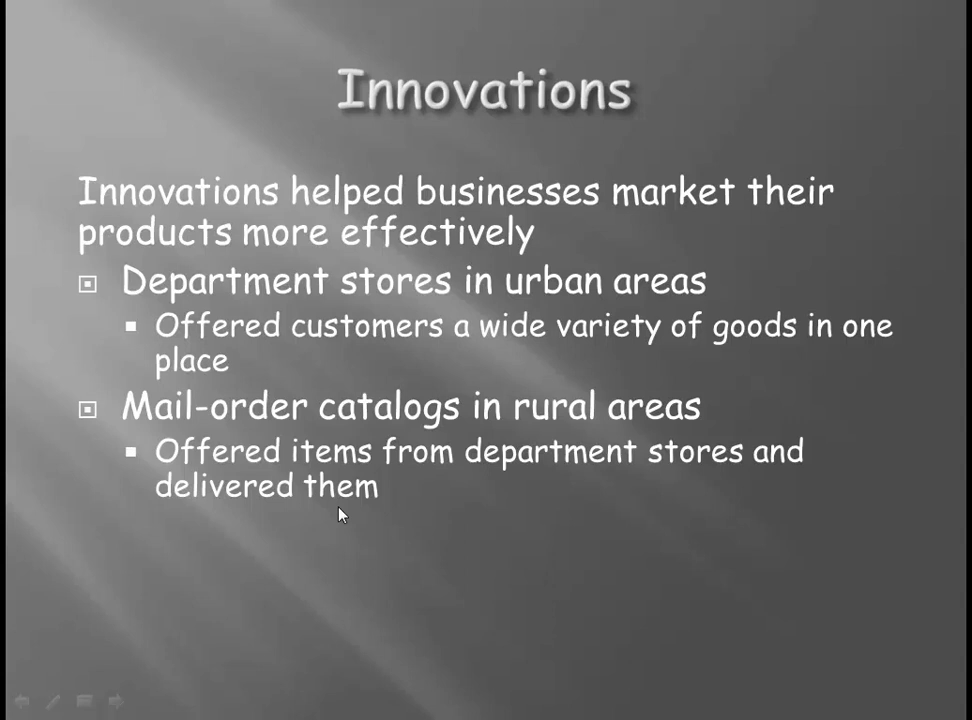 Innovations
Innovations helped businesses market their
products more effectively
Department stores in urban areas
Offered customers a wide variety of goods in one
place
Mail-order catalogs in rural areas
Offered items from department stores and
delivered them